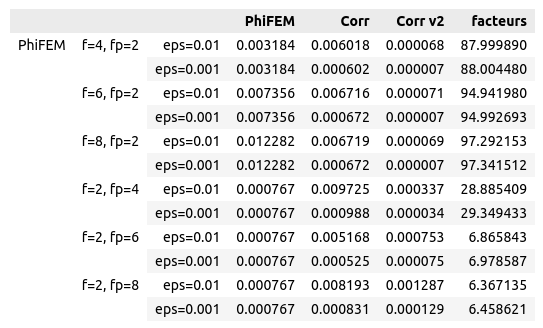 PhiFEM Corr Corr v2 facteurs
PhiFEM f=4, fp=2 eps=0.01 0.003184 0.006018 0.000068 87.999890
eps=0.001 0.003184 0.000602 0.000007 88.004480
f=6, fp=2 eps=0.01 0.007356 0.006716 0.000071 94.941980
eps=0.001 0.007356 0.000672 0.000007 94.992693
f=8, fp=2 eps=0.01 0.012282 0.006719 0.000069 97.292153
eps=0.001 0.012282 0.000672 0.000007 97.341512
f=2, fp=4 eps=0.01 0.000767 0.009725 0.000337 28.885409
eps=0.001 0.000767 0.000988 0.000034 29.349433
f=2, fp=6 eps=0.01 0.000767 0.005168 0.000753 6.865843
eps=0.001 0.000767 0.000525 0.000075 6.978587
f=2, fp=8 eps=0.01 0.000767 0.008193 0.001287 6.367135
eps=0.001 0.000767 0.000831 0.000129 6.458621